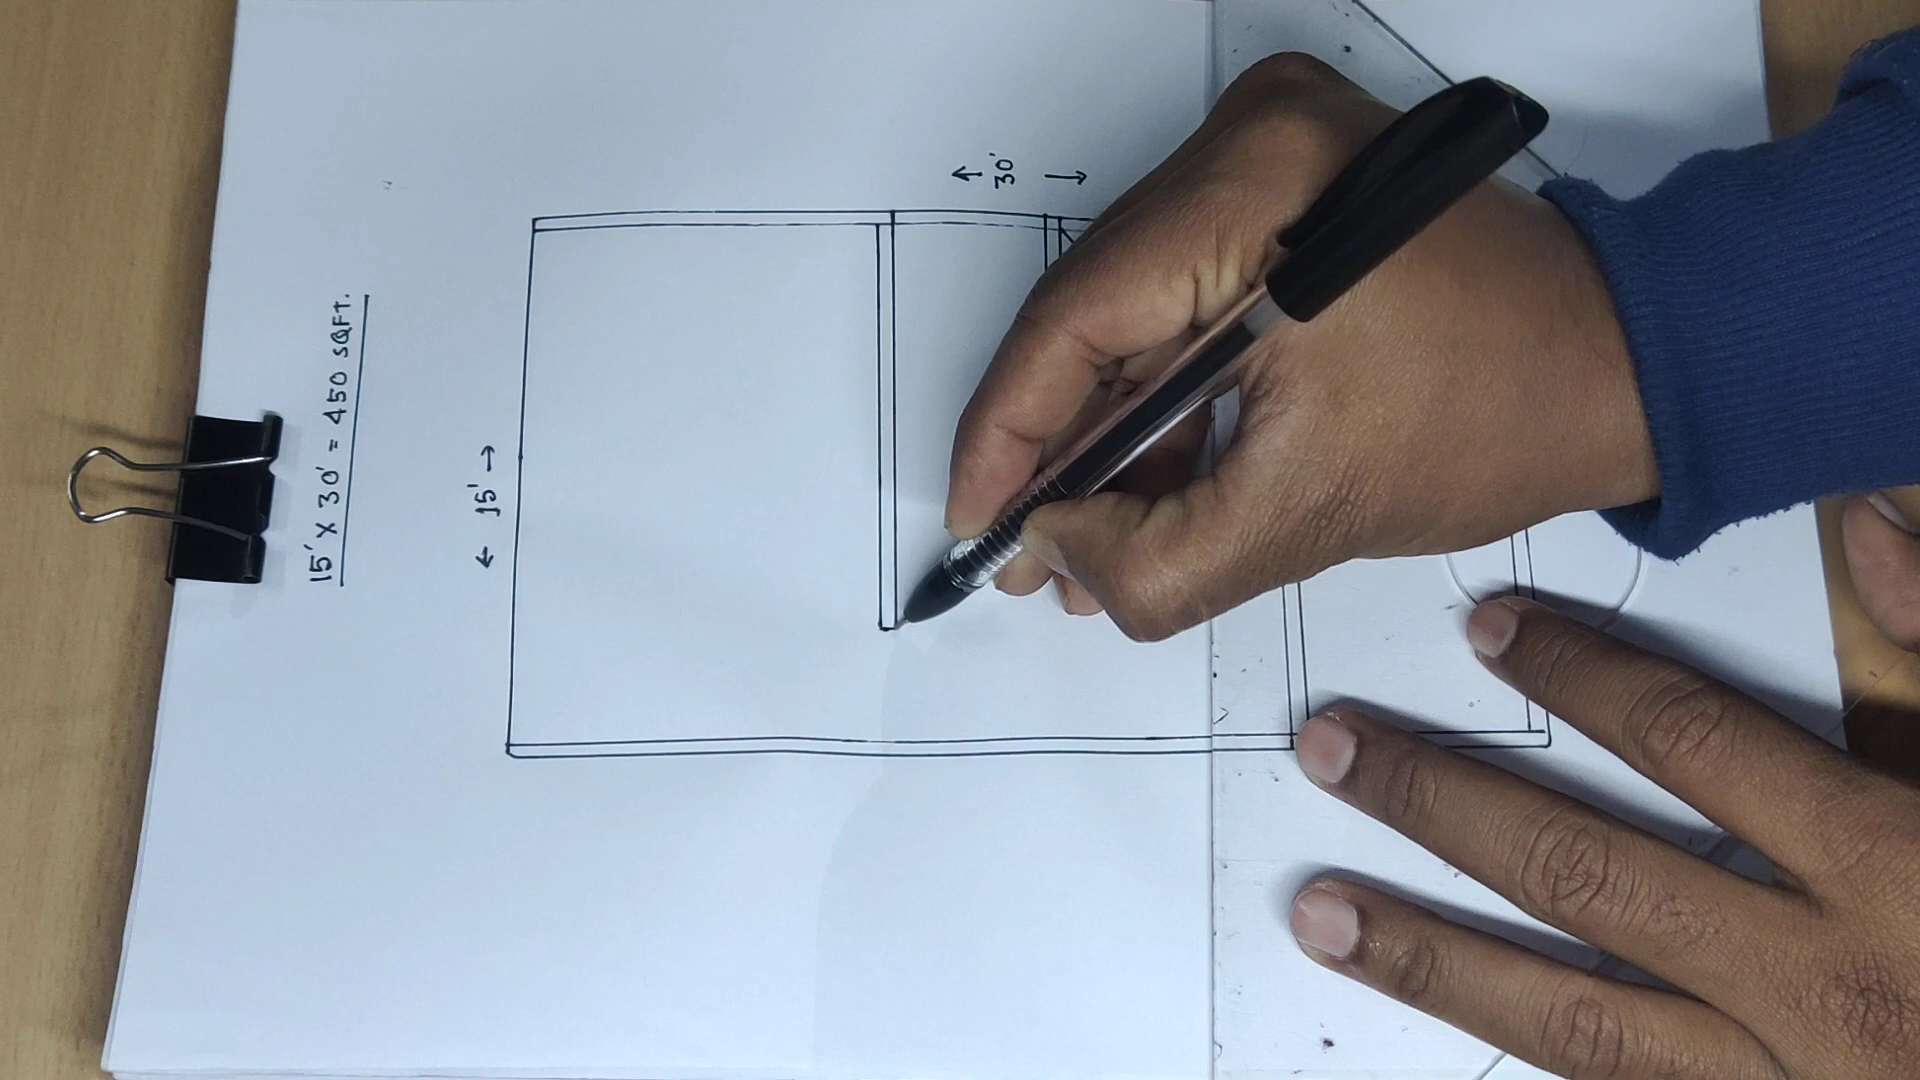 15' X 30' = 450 SQFT.
← 15' →
← 30' →